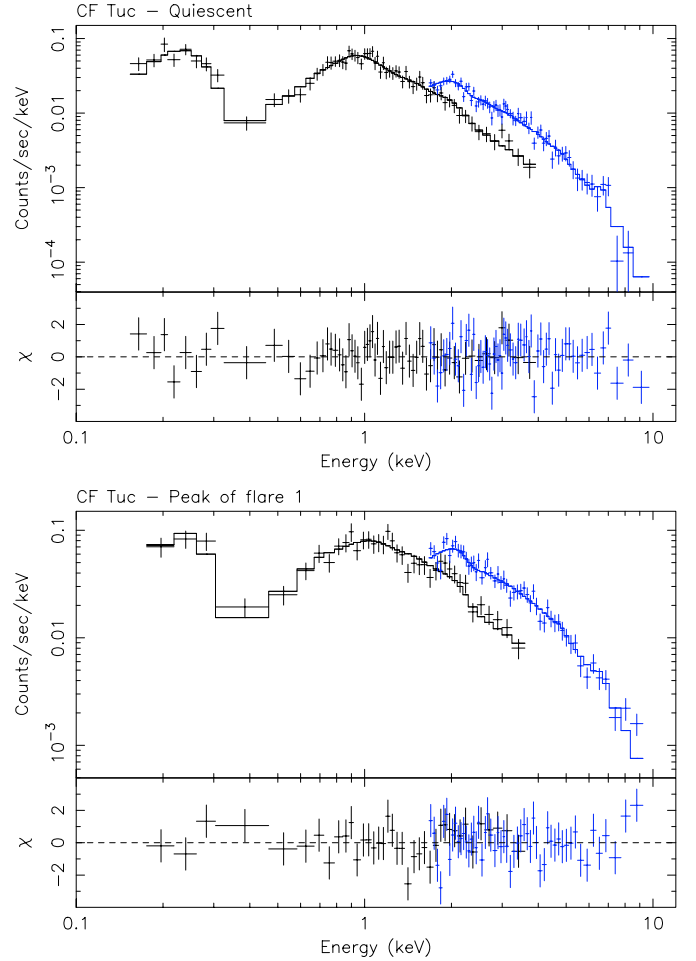 CF Tuc – Quiescent
0.1
0.01
10⁻³
10⁻⁴
Counts/sec/keV
2
0
−2
χ
0.1
1
10
Energy (keV)
CF Tuc – Peak of flare 1
0.1
0.01
10⁻³
Counts/sec/keV
2
0
−2
χ
0.1
1
10
Energy (keV)